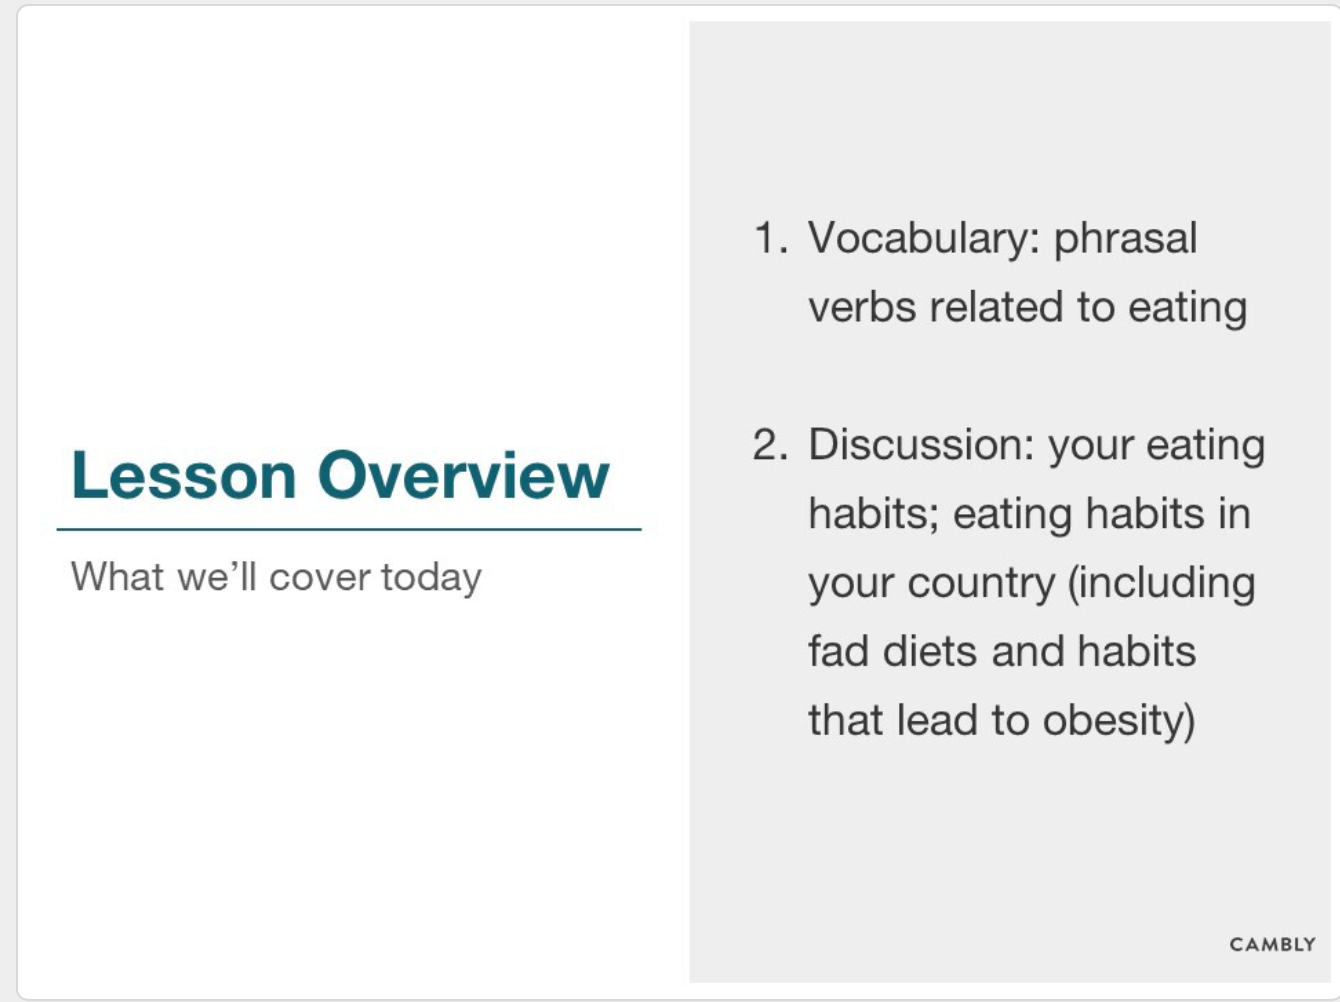 Lesson Overview
What we’ll cover today
1. Vocabulary: phrasal
verbs related to eating
2. Discussion: your eating
habits; eating habits in
your country (including
fad diets and habits
that lead to obesity)
CAMBLY